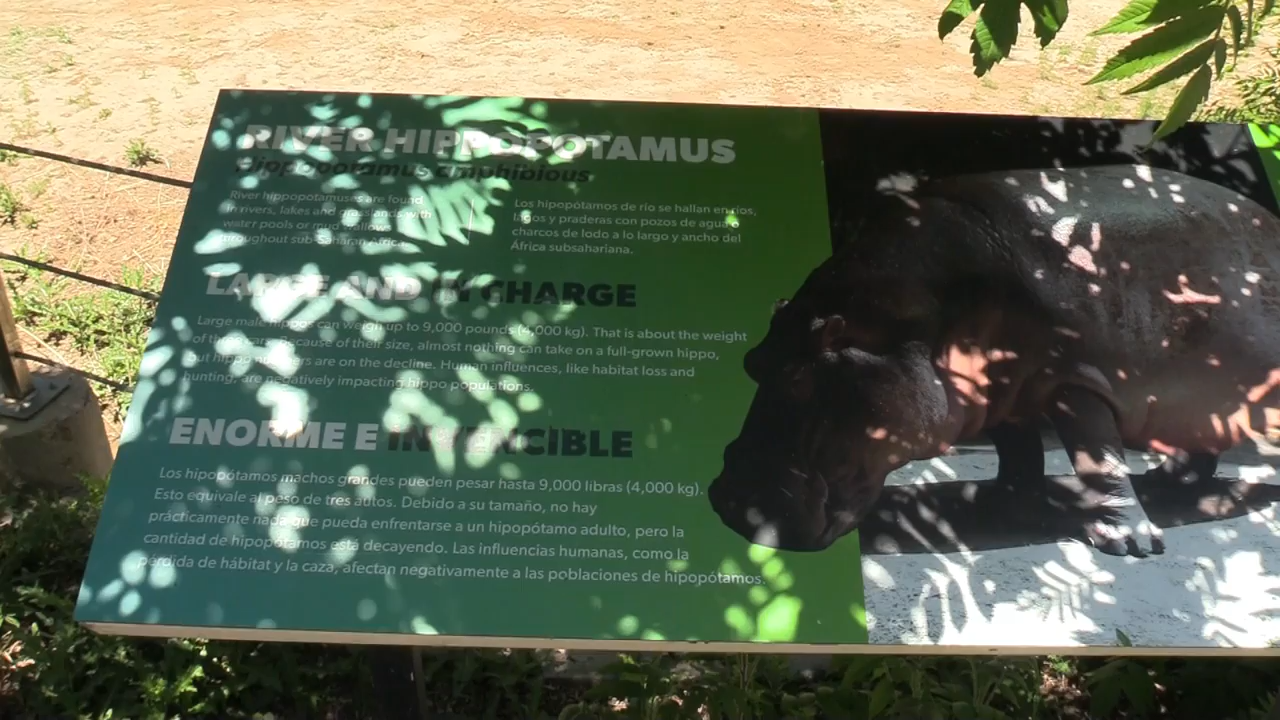 RIVER HIPPOPOTAMUS
Hippopotamus amphibious
River hippopotamuses are found
in rivers, lakes and grasslands with
water pools or mud wallows
throughout sub-Saharan Africa.
Los hipopótamos de río se hallan en ríos,
lagos y praderas con pozos de agua o
charcos de lodo a lo largo y ancho del
África subsahariana.
LARGE AND IN CHARGE
Large male hippos can weigh up to 9,000 pounds (4,000 kg). That is about the weight
of three cars. Because of their size, almost nothing can take on a full-grown hippo,
but hippo numbers are on the decline. Human influences, like habitat loss and
hunting, are negatively impacting hippo populations.
ENORME E INVENCIBLE
Los hipopótamos machos grandes pueden pesar hasta 9,000 libras (4,000 kg).
Esto equivale al peso de tres autos. Debido a su tamaño, no hay
prácticamente nada que pueda enfrentarse a un hipopótamo adulto, pero la
cantidad de hipopótamos está decayendo. Las influencias humanas, como la
pérdida de hábitat y la caza, afectan negativamente a las poblaciones de hipopótamos.